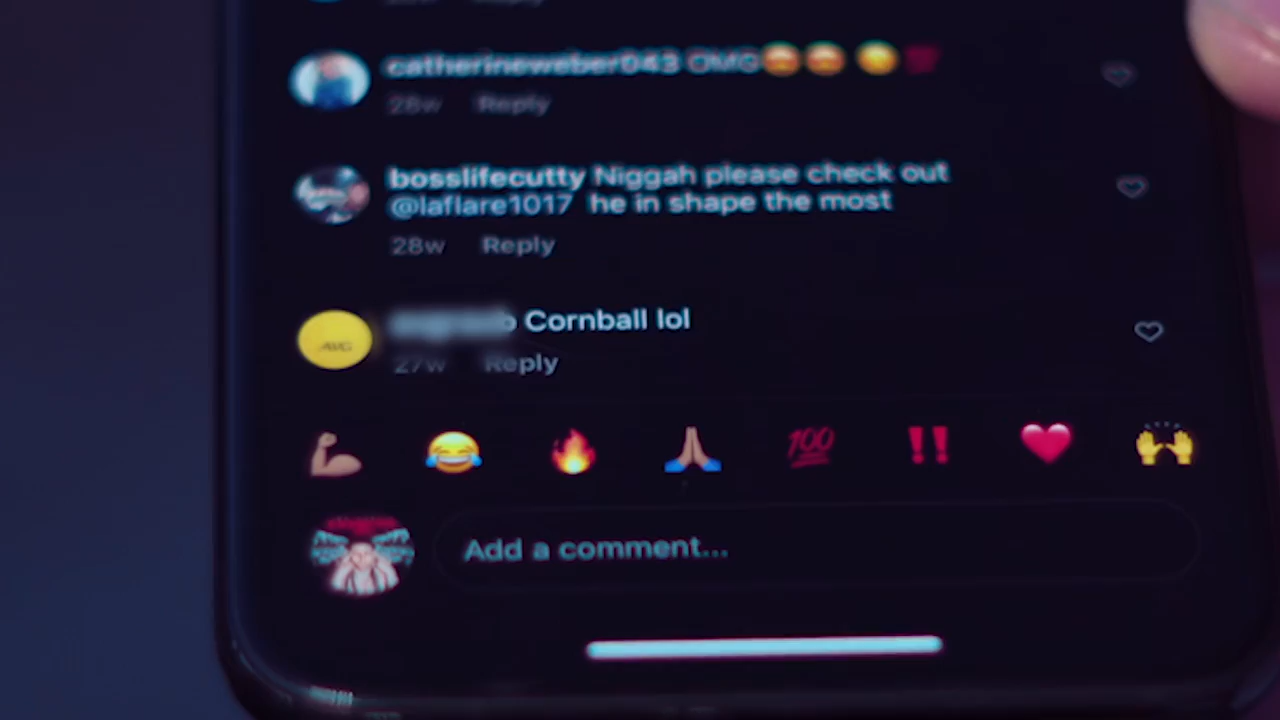 catherineweber043 OMG
28w Reply
bosslifecutty Niggah please check out
@laflare1017 he in shape the most
28w Reply
Cornball lol
27w Reply
Add a comment...